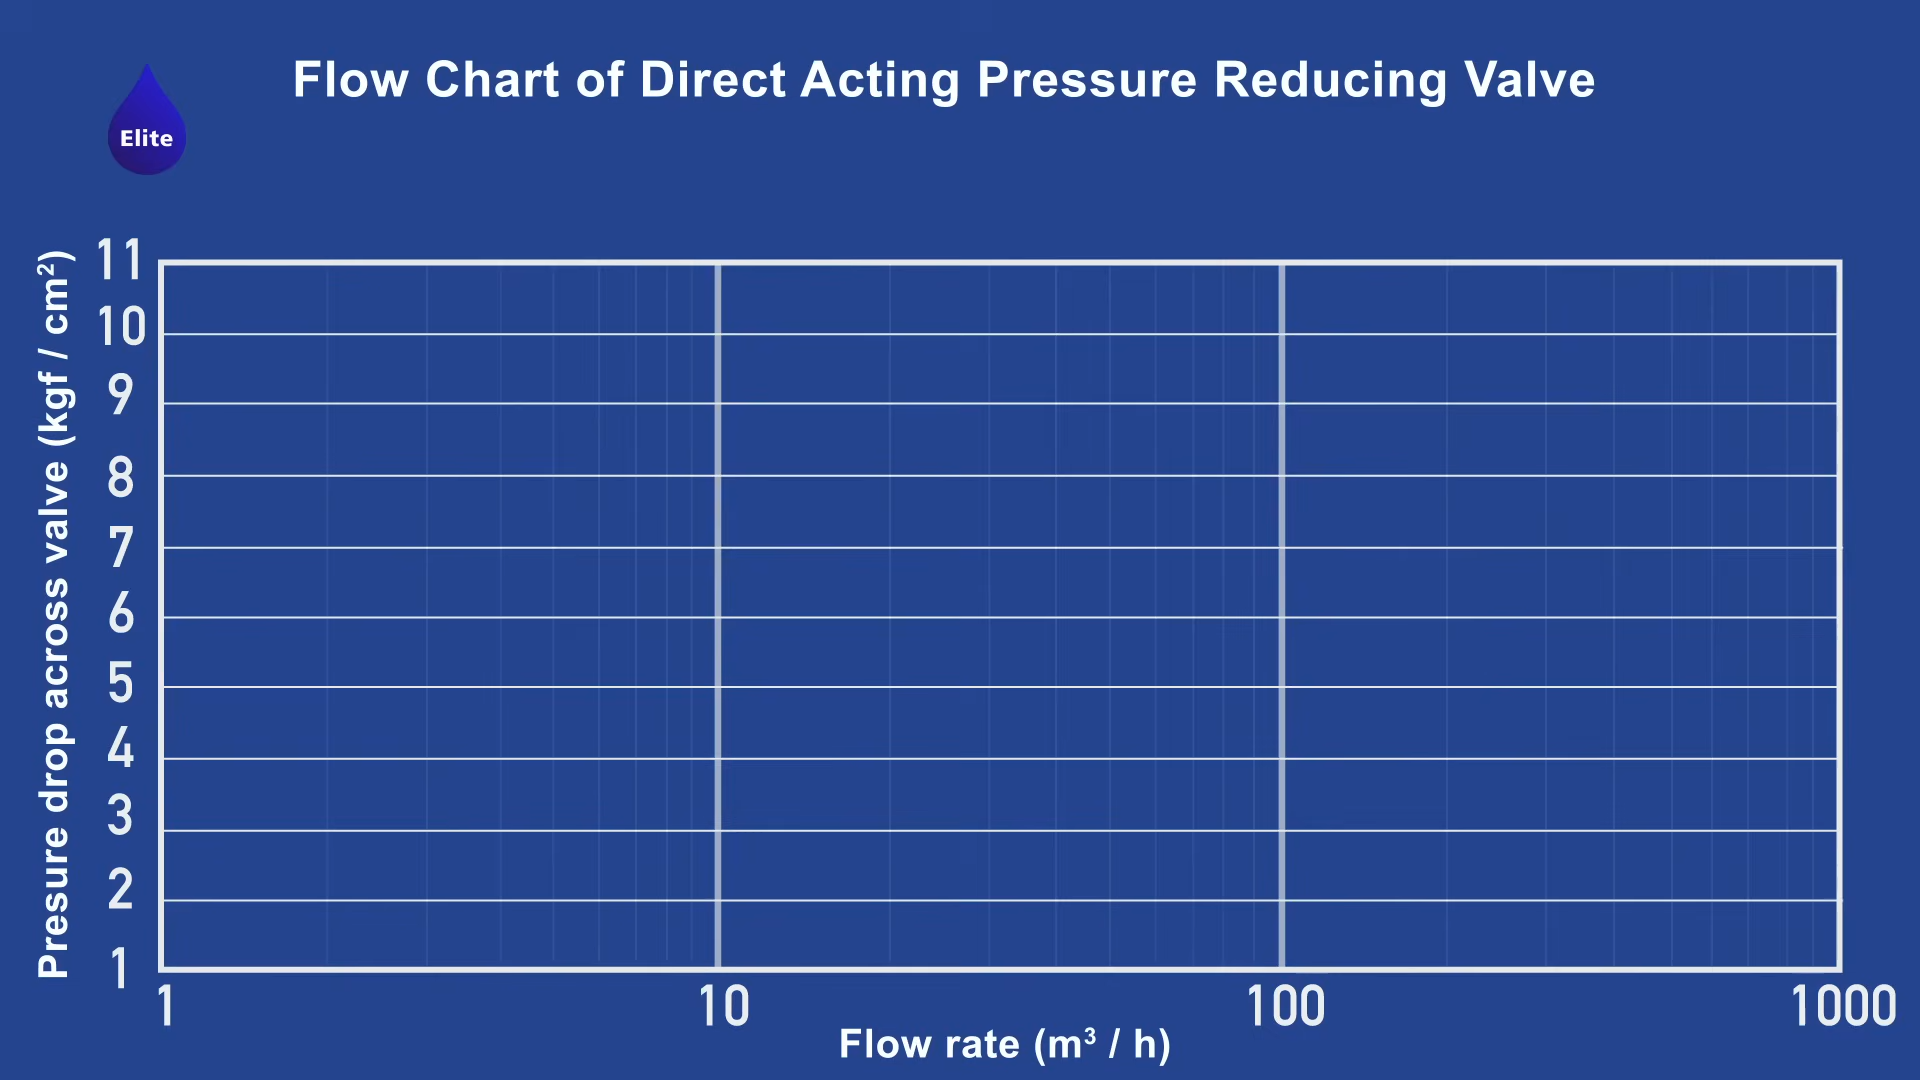 Flow Chart of Direct Acting Pressure Reducing Valve
Elite
Pressure drop across valve (kgf / cm²)
11
10
9
8
7
6
5
4
3
2
1
1 10 100 1000
Flow rate (m³ / h)